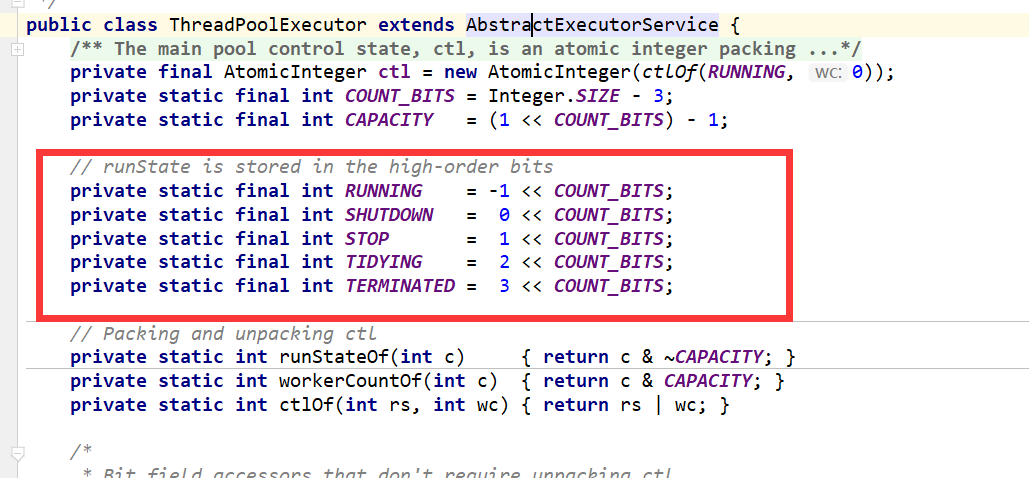 */
public class ThreadPoolExecutor extends AbstractExecutorService {
/** The main pool control state, ctl, is an atomic integer packing ...*/
private final AtomicInteger ctl = new AtomicInteger(ctlOf(RUNNING, wc: 0));
private static final int COUNT_BITS = Integer.SIZE - 3;
private static final int CAPACITY   = (1 << COUNT_BITS) - 1;
// runState is stored in the high-order bits
private static final int RUNNING    = -1 << COUNT_BITS;
private static final int SHUTDOWN   =  0 << COUNT_BITS;
private static final int STOP       =  1 << COUNT_BITS;
private static final int TIDYING    =  2 << COUNT_BITS;
private static final int TERMINATED =  3 << COUNT_BITS;
// Packing and unpacking ctl
private static int runStateOf(int c)     { return c & ~CAPACITY; }
private static int workerCountOf(int c)  { return c & CAPACITY; }
private static int ctlOf(int rs, int wc) { return rs | wc; }
/*
* Bit field accessors that don't require unpacking ctl.